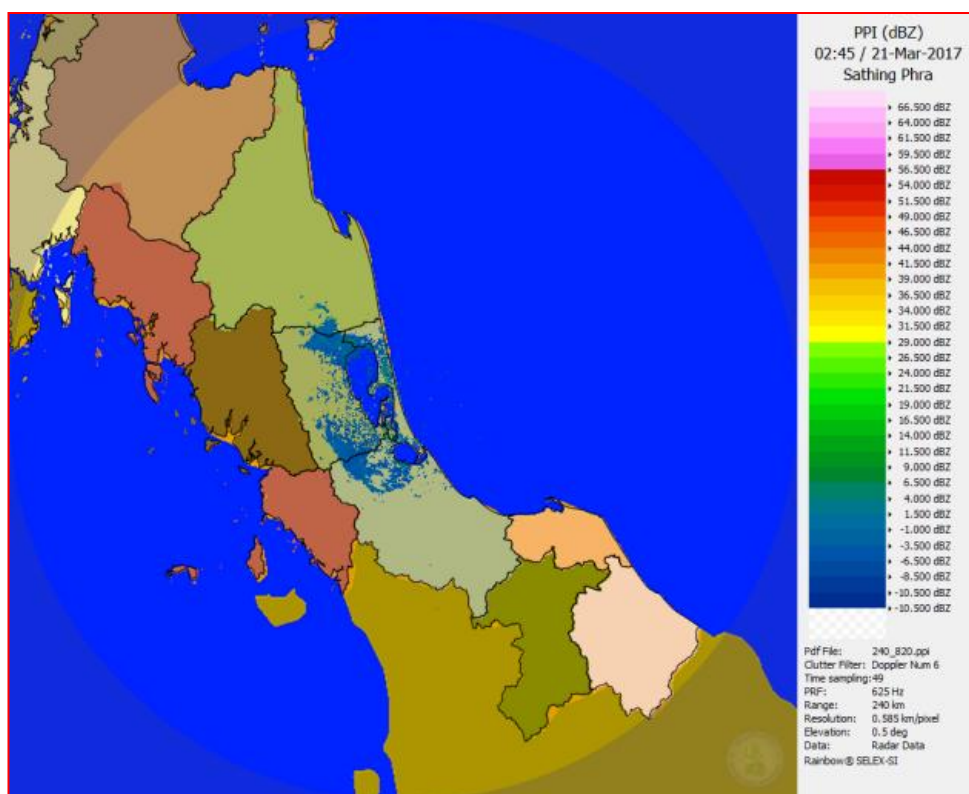 PPI (dBZ)
02:45 / 21-Mar-2017
Sathing Phra
66.500 dBZ
64.000 dBZ
61.500 dBZ
59.500 dBZ
56.500 dBZ
54.000 dBZ
51.500 dBZ
49.000 dBZ
46.500 dBZ
44.000 dBZ
41.500 dBZ
39.000 dBZ
36.500 dBZ
34.000 dBZ
31.500 dBZ
29.000 dBZ
26.500 dBZ
24.000 dBZ
21.500 dBZ
19.000 dBZ
16.500 dBZ
14.000 dBZ
11.500 dBZ
9.000 dBZ
6.500 dBZ
4.000 dBZ
1.500 dBZ
-1.000 dBZ
-3.500 dBZ
-6.500 dBZ
-8.500 dBZ
-10.500 dBZ
-10.500 dBZ
Pdf File: 240_820.ppi
Clutter Filter: Doppler Num 6
Time sampling:49
PRF: 625 Hz
Range: 240 km
Resolution: 0.585 km/pixel
Elevation: 0.5 deg
Data: Radar Data
Rainbow® SELEX-SI